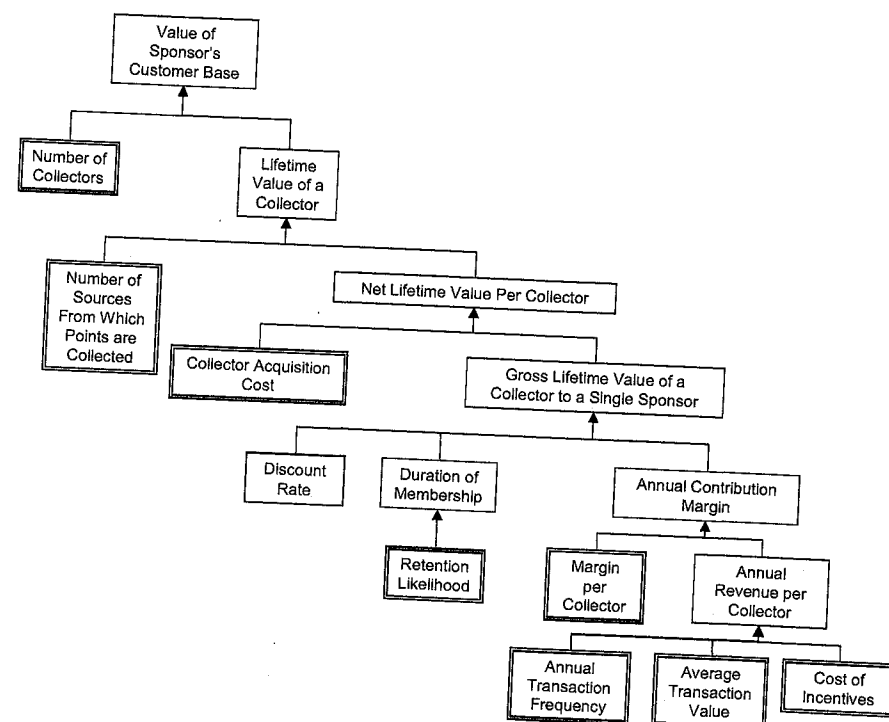 Value of
Sponsor's
Customer Base
Number of
Collectors
Lifetime
Value of a
Collector
Number of
Sources
From Which
Points are
Collected
Net Lifetime Value Per Collector
Collector Acquisition
Cost
Gross Lifetime Value of a
Collector to a Single Sponsor
Discount
Rate
Duration of
Membership
Annual Contribution
Margin
Retention
Likelihood
Margin
per
Collector
Annual
Revenue per
Collector
Annual
Transaction
Frequency
Average
Transaction
Value
Cost of
Incentives